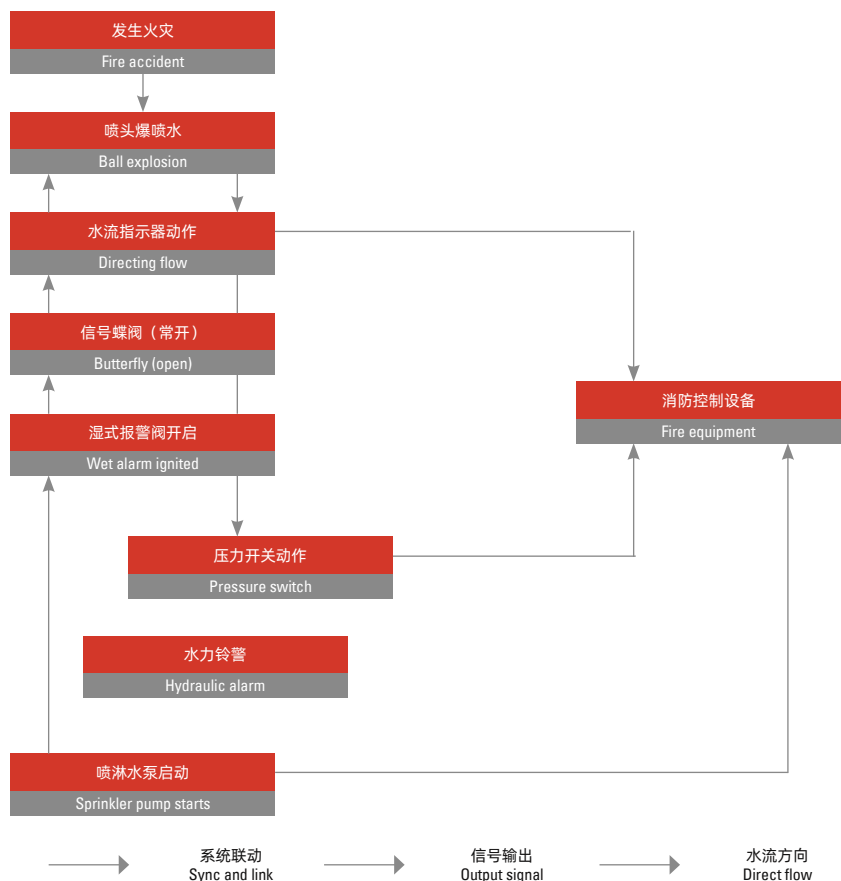 发生火灾
Fire accident
喷头爆喷水
Ball explosion
水流指示器动作
Directing flow
信号蝶阀（常开）
Butterfly (open)
湿式报警阀开启
Wet alarm ignited
消防控制设备
Fire equipment
压力开关动作
Pressure switch
水力铃警
Hydraulic alarm
喷淋水泵启动
Sprinkler pump starts
系统联动
Sync and link
信号输出
Output signal
水流方向
Direct flow